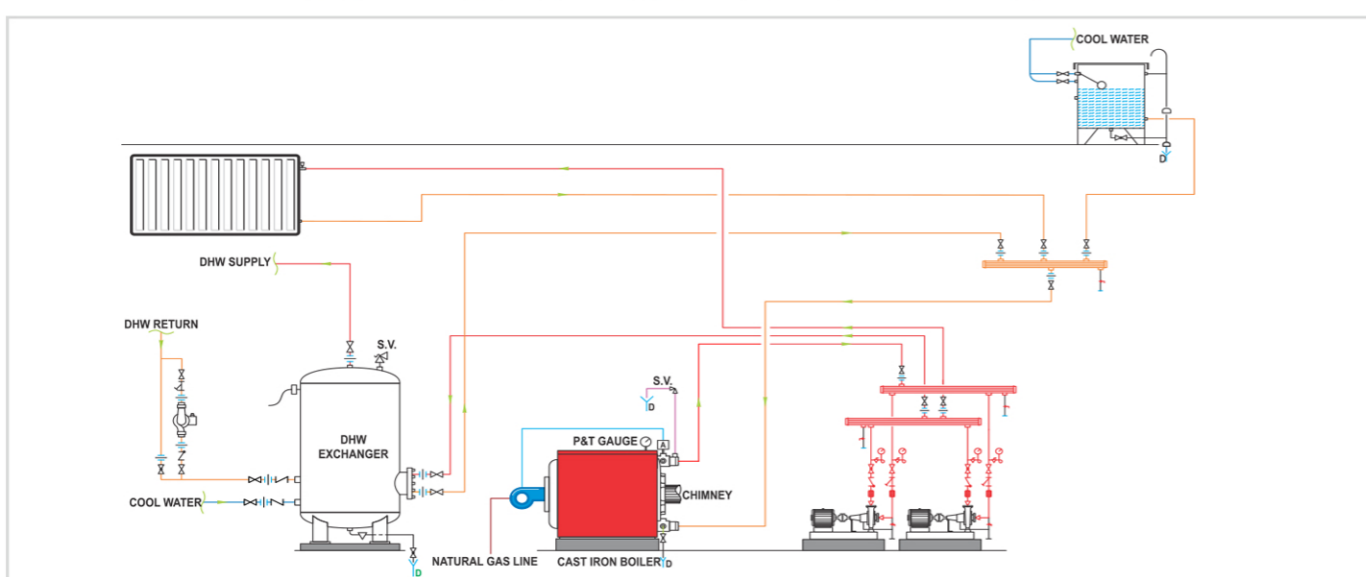 COOL WATER
D
DHW SUPPLY
DHW RETURN
S.V.
S.V.
D
P&T GAUGE
A
DHW
EXCHANGER
CHIMNEY
COOL WATER
NATURAL GAS LINE
CAST IRON BOILER
D
D